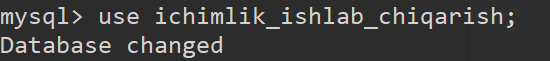 mysql> use ichimlik_ishlab_chiqarish;
Database changed